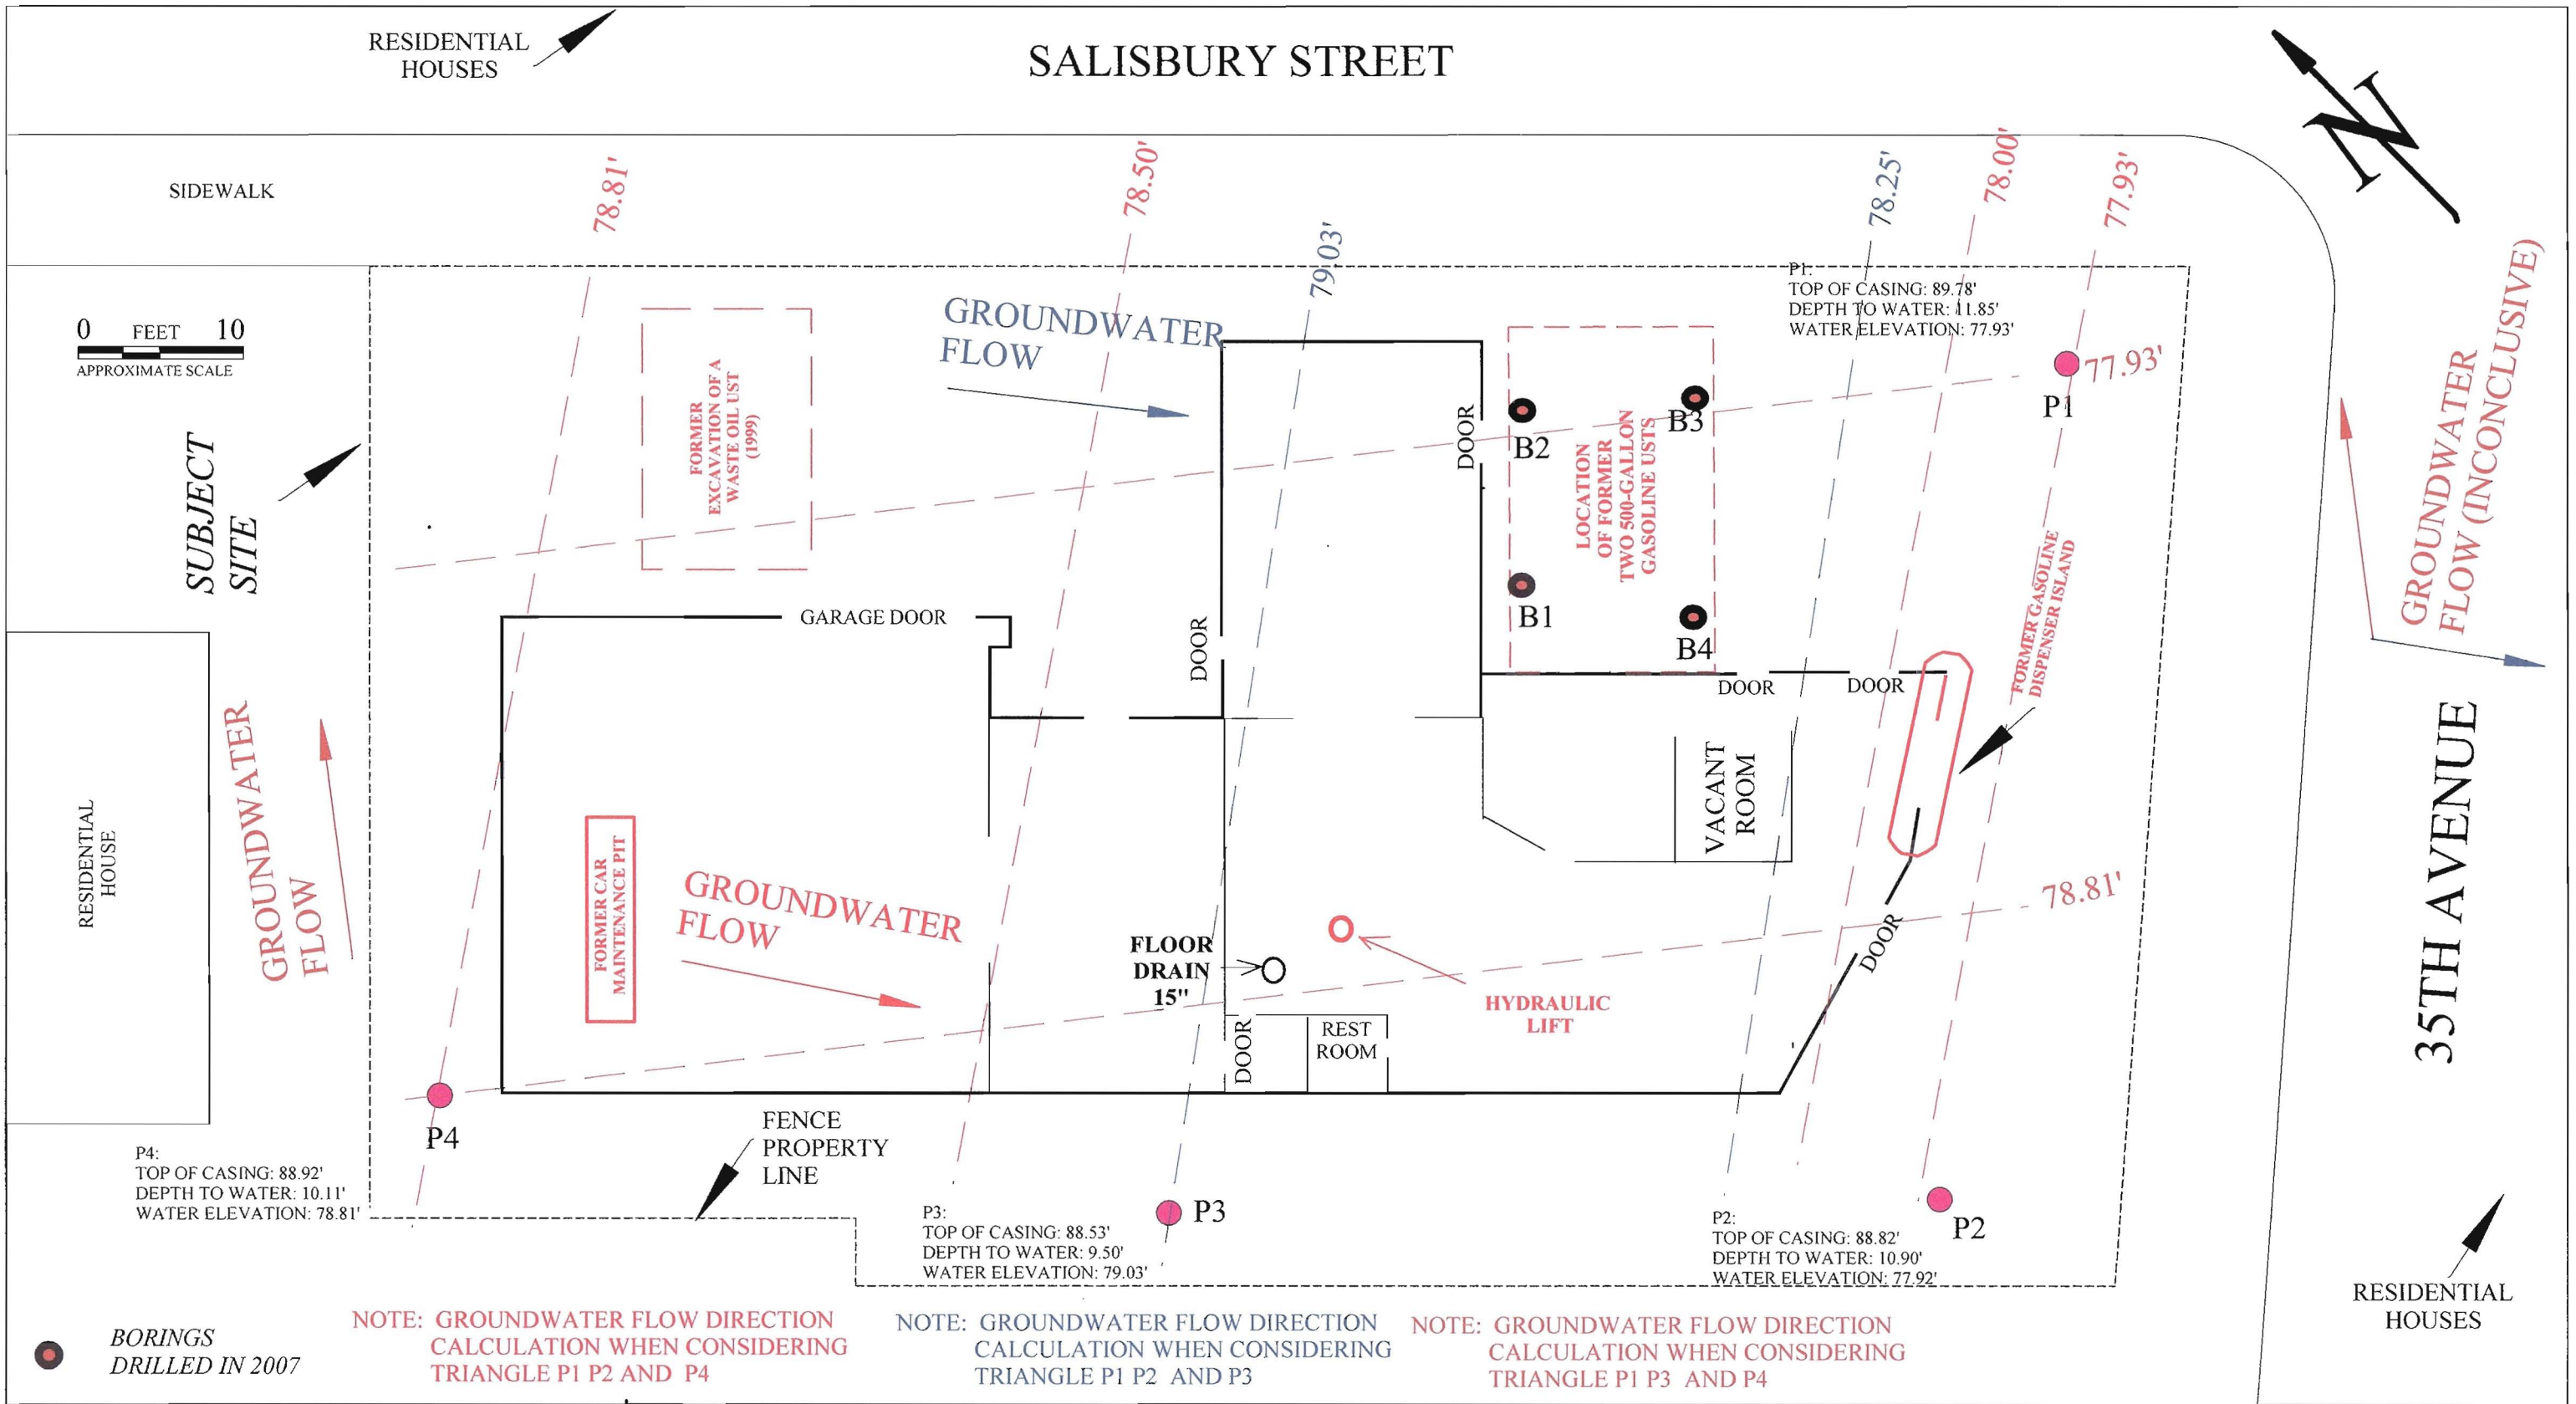 RESIDENTIAL
HOUSES
SALISBURY STREET
N
SIDEWALK
78.81'
78.50'
79.03'
78.25'
78.00'
77.93'
0 FEET 10
APPROXIMATE SCALE
SUBJECT
SITE
FORMER
EXCAVATION OF A
WASTE OIL UST
(1999)
GROUNDWATER
FLOW
P1:
TOP OF CASING: 89.78'
DEPTH TO WATER: 11.85'
WATER ELEVATION: 77.93'
77.93'
P1
B2
B3
B1
B4
DOOR
LOCATION
OF FORMER
TWO 500-GALLON
GASOLINE USTS
GROUNDWATER
FLOW (INCONCLUSIVE)
FORMER GASOLINE
DISPENSER ISLAND
GARAGE DOOR
DOOR
DOOR
DOOR
RESIDENTIAL
HOUSE
GROUNDWATER
FLOW
FORMER CAR
MAINTENANCE PIT
GROUNDWATER
FLOW
VACANT
ROOM
35TH AVENUE
78.81'
DOOR
FLOOR
DRAIN
15"
HYDRAULIC
LIFT
DOOR
REST
ROOM
P4
FENCE
PROPERTY
LINE
P4:
TOP OF CASING: 88.92'
DEPTH TO WATER: 10.11'
WATER ELEVATION: 78.81'
P3:
TOP OF CASING: 88.53'
DEPTH TO WATER: 9.50'
WATER ELEVATION: 79.03'
P3
P2:
TOP OF CASING: 88.82'
DEPTH TO WATER: 10.90'
WATER ELEVATION: 77.92'
P2
RESIDENTIAL
HOUSES
BORINGS
DRILLED IN 2007
NOTE: GROUNDWATER FLOW DIRECTION
CALCULATION WHEN CONSIDERING
TRIANGLE P1 P2 AND P4
NOTE: GROUNDWATER FLOW DIRECTION
CALCULATION WHEN CONSIDERING
TRIANGLE P1 P2 AND P3
NOTE: GROUNDWATER FLOW DIRECTION
CALCULATION WHEN CONSIDERING
TRIANGLE P1 P3 AND P4